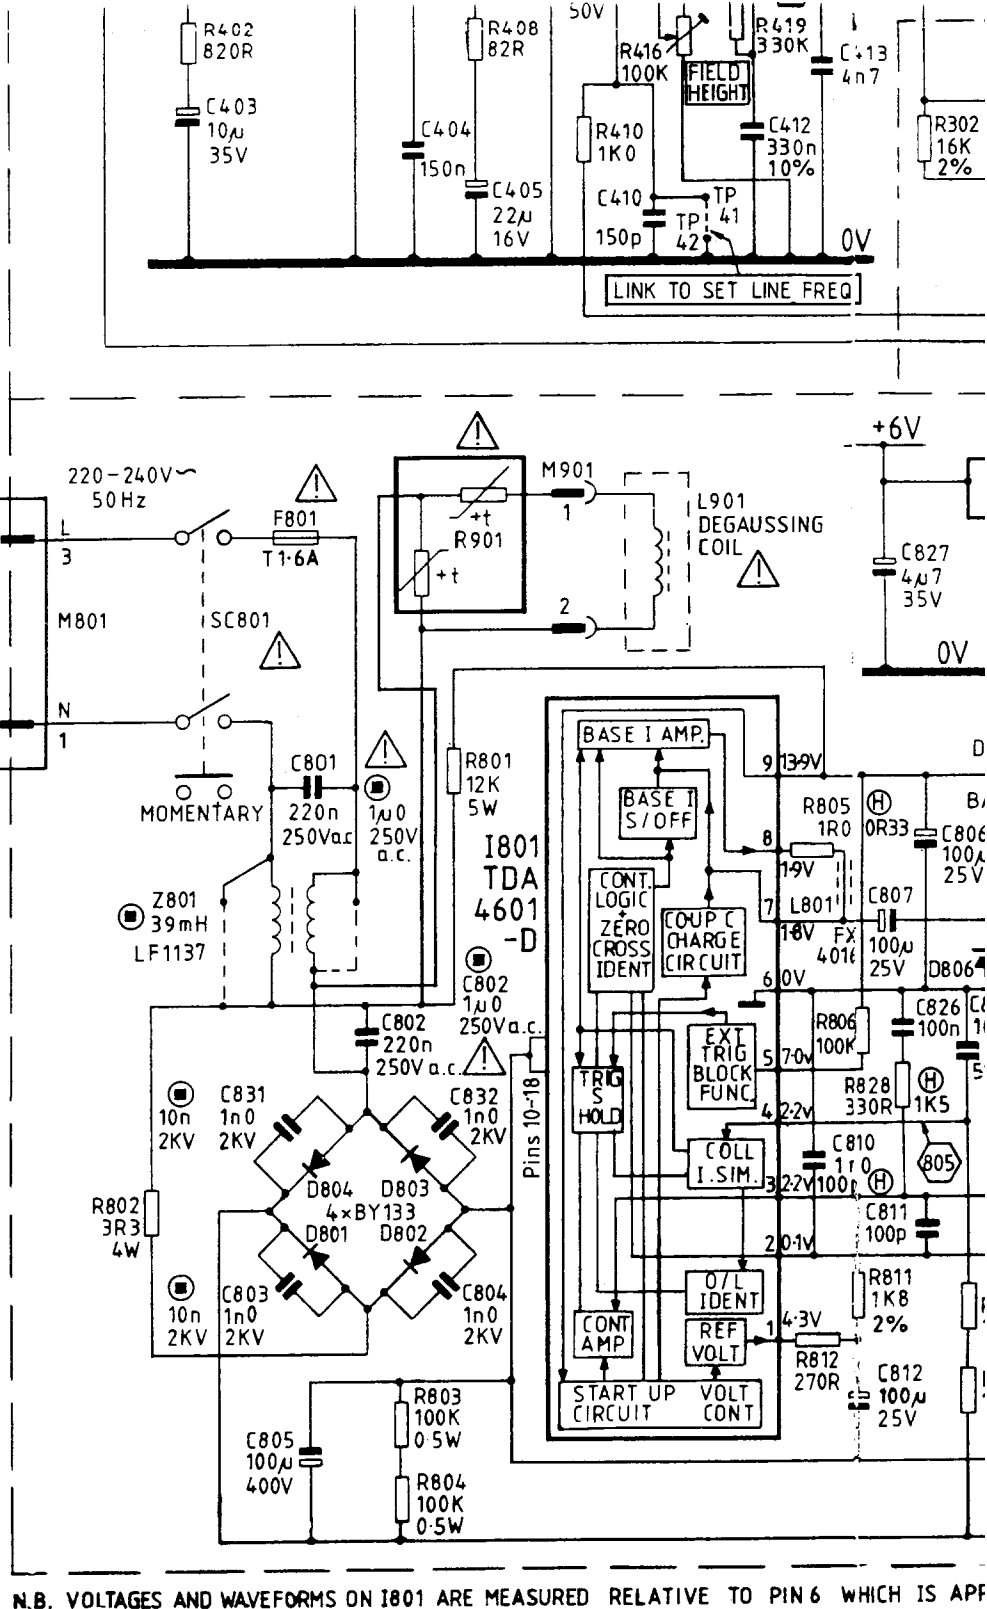 R402
820R
C403
10µ
35V
C404
150n
R408
82R
C405
22µ
16V
50V
R416
100K
FIELD
HEIGHT
R419
330K
C413
4n7
R410
1K0
C412
330n
10%
C410
150p
TP
41
TP
42
0V
LINK TO SET LINE FREQ
R302
16K
2%
220-240V~
50Hz
L
3
M801
N
1
F801
T1·6A
SC801
MOMENTARY
+t
R901
+t
M901
1
2
L901
DEGAUSSING
COIL
+6V
C827
4µ7
35V
0V
C801
220n
250Va.c
1µ0
250V
a.c.
R801
12K
5W
Z801
39mH
LF1137
I801
TDA
4601
-D
C802
1µ0
250Va.c.
C802
220n
250V a.c.
Pins 10-18
10n
2KV
C831
1n0
2KV
C832
1n0
2KV
D804
D803
4×BY133
D801
D802
R802
3R3
4W
10n
2KV
C803
1n0
2KV
C804
1n0
2KV
R803
100K
0·5W
C805
100µ
400V
R804
100K
0·5W
BASE I AMP.
BASE I
S/OFF
CONT.
LOGIC
+
ZERO
CROSS
IDENT
COUP C
CHARGE
CIRCUIT
EXT
TRIG
BLOCK
FUNC.
TRIG
S
HOLD
COLL
I.SIM.
O/L
IDENT
CONT
AMP
REF
VOLT
START UP
CIRCUIT
VOLT
CONT
9 13·9V
8
1·9V
7
1·8V
6 0V
5 7·0v
4 2·2V
3 2·2V
2 0·1V
1 4·3V
R805
1R0
H
0R33
C806
100µ
25V
L801
FX
4016
C807
100µ
25V
D806
R806
100K
C826
100n
R828
330R
H
1K5
805
C810
1n0
100
H
C811
100p
R811
1K8
2%
R812
270R
C812
100µ
25V
N.B. VOLTAGES AND WAVEFORMS ON I801 ARE MEASURED RELATIVE TO PIN 6 WHICH IS